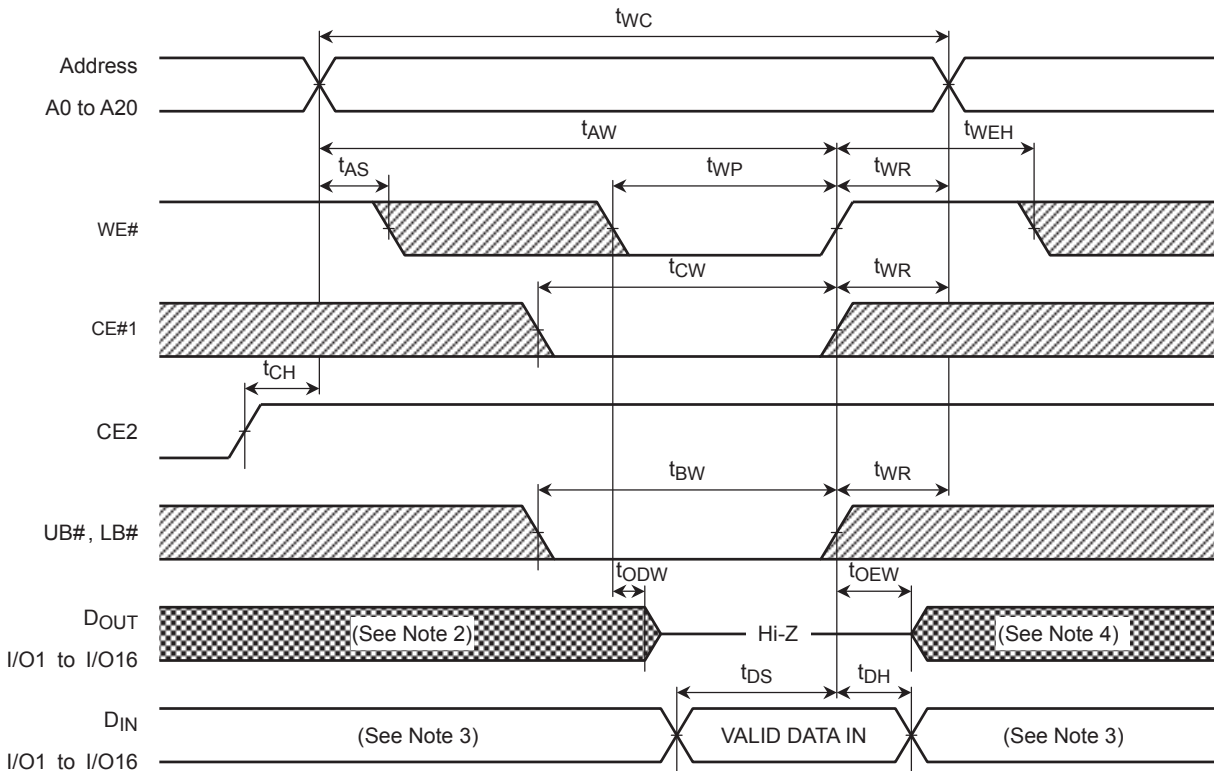 tWC
Address
A0 to A20
tAW
tWEH
tAS
tWP
tWR
WE#
tCW
tWR
CE#1
tCH
CE2
tBW
tWR
UB#, LB#
tODW
tOEW
DOUT
(See Note 2)
Hi-Z
(See Note 4)
I/O1 to I/O16
tDS
tDH
DIN
(See Note 3)
VALID DATA IN
(See Note 3)
I/O1 to I/O16